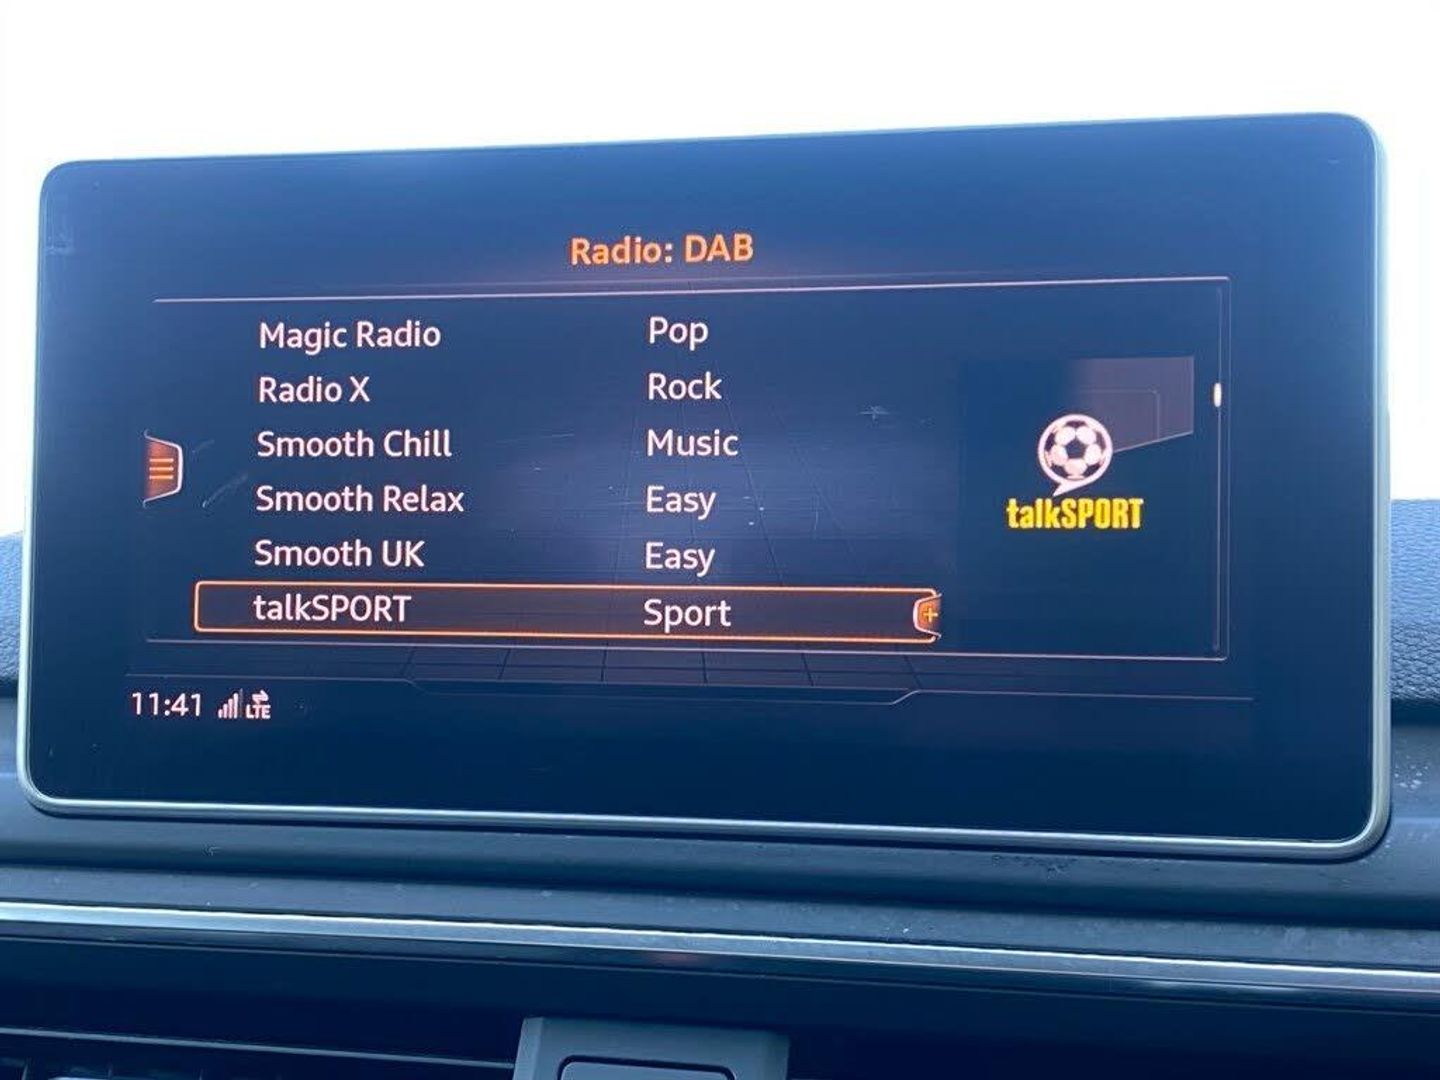 Radio: DAB
Magic Radio Pop
Radio X Rock
Smooth Chill Music
Smooth Relax Easy
Smooth UK Easy
talkSPORT Sport
talkSPORT
11:41 LTE